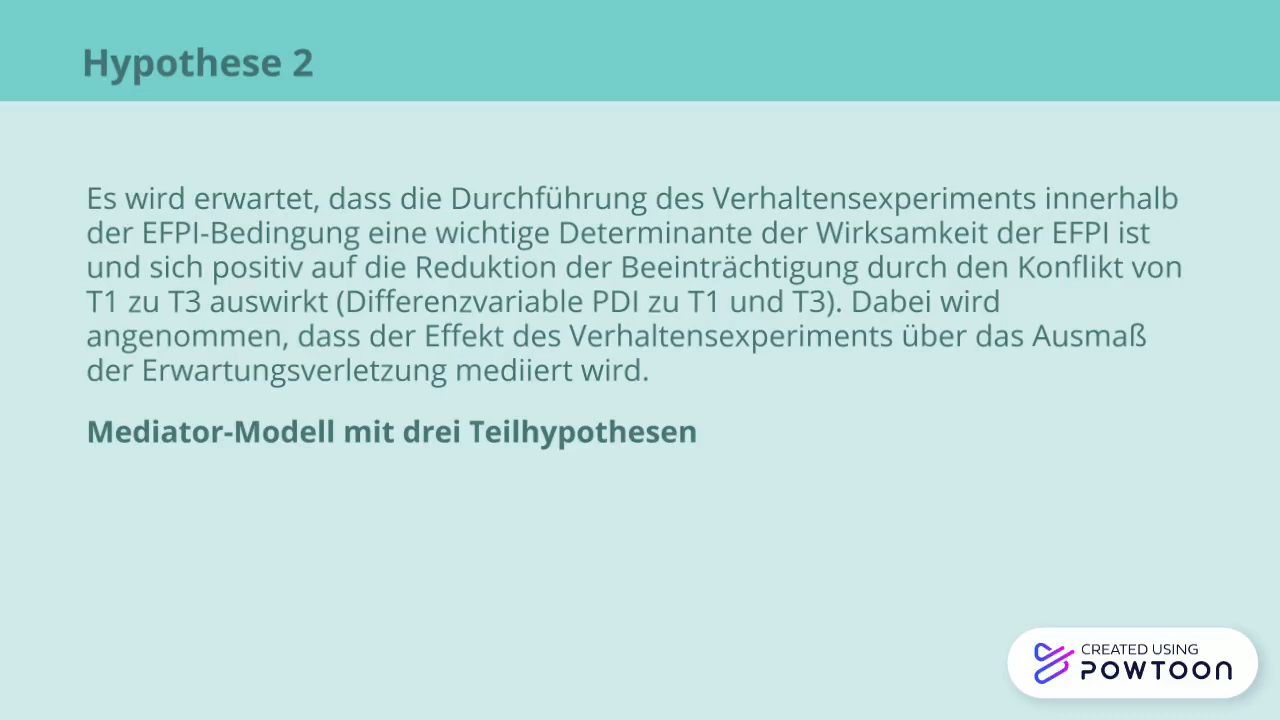 Hypothese 2
Es wird erwartet, dass die Durchführung des Verhaltensexperiments innerhalb
der EFPI-Bedingung eine wichtige Determinante der Wirksamkeit der EFPI ist
und sich positiv auf die Reduktion der Beeinträchtigung durch den Konflikt von
T1 zu T3 auswirkt (Differenzvariable PDI zu T1 und T3). Dabei wird
angenommen, dass der Effekt des Verhaltensexperiments über das Ausmaß
der Erwartungsverletzung mediiert wird.
Mediator-Modell mit drei Teilhypothesen
CREATED USING
POWTOON